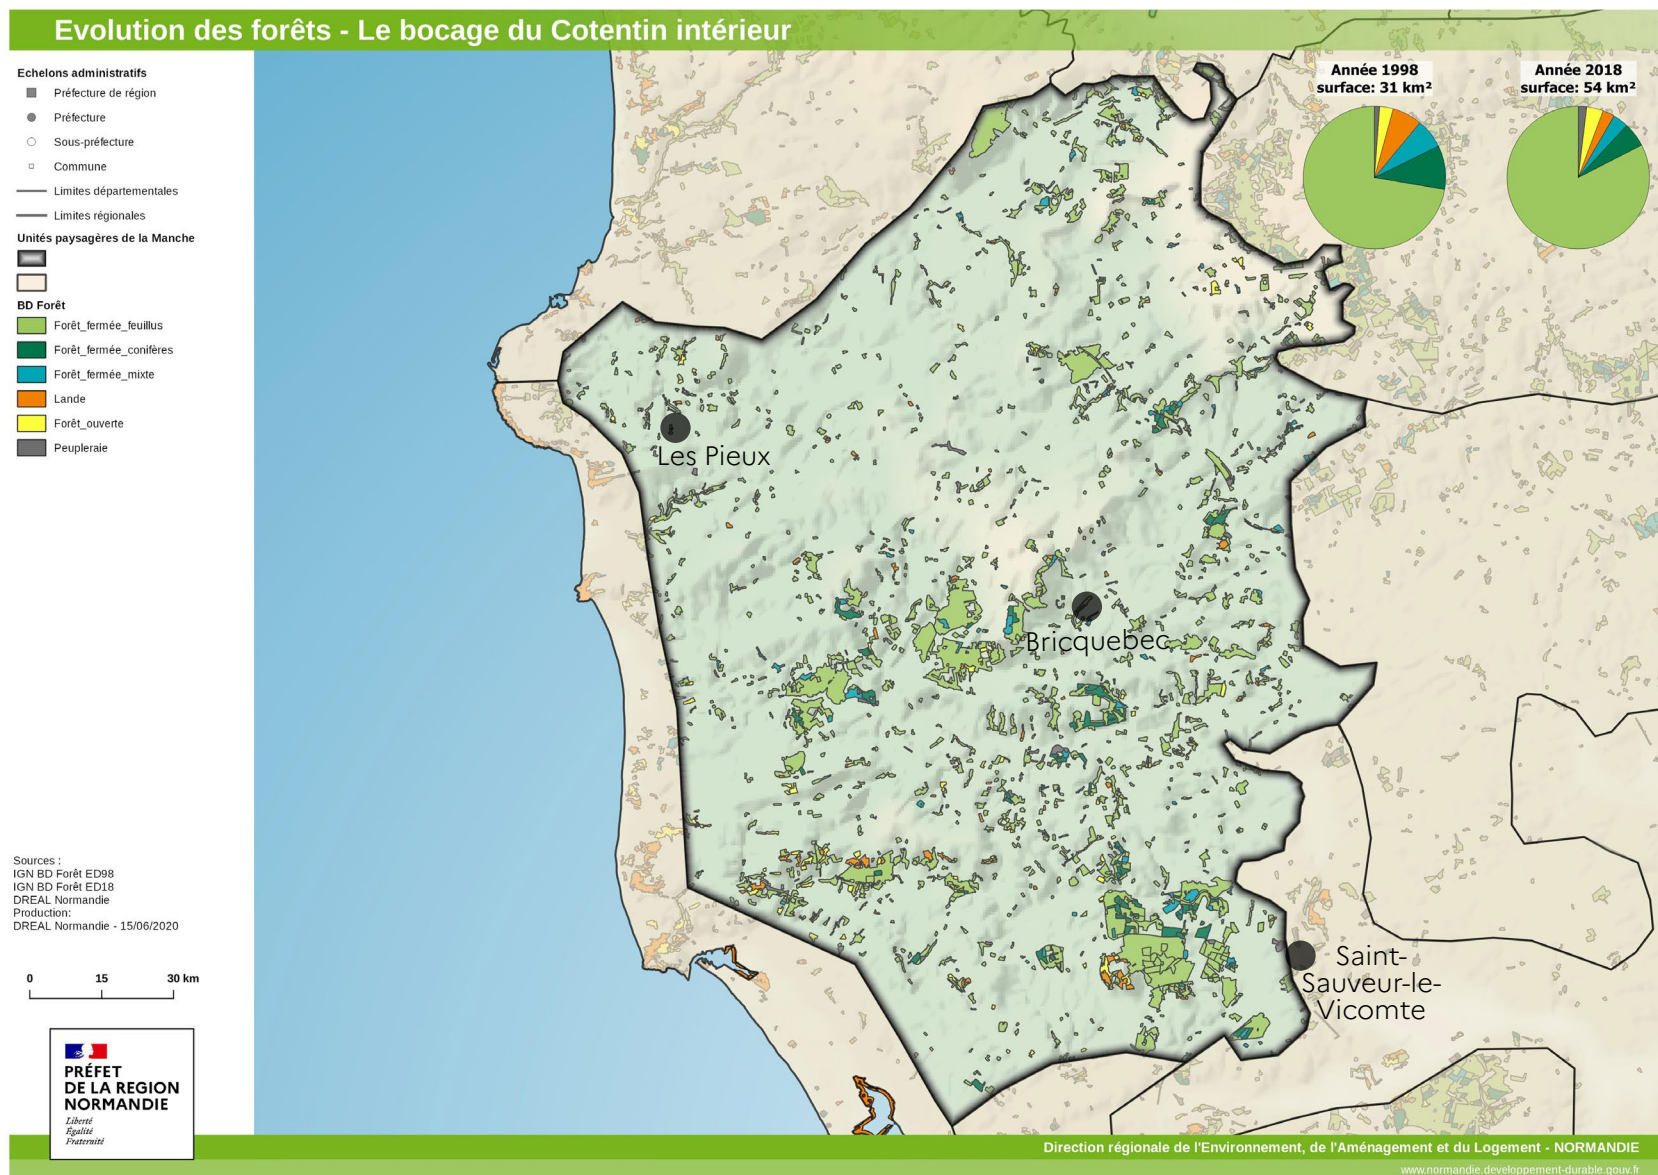 Evolution des forêts - Le bocage du Cotentin intérieur
Echelons administratifs
Préfecture de région
Préfecture
Sous-préfecture
Commune
Limites départementales
Limites régionales
Unités paysagères de la Manche
BD Forêt
Forêt_fermée_feuillus
Forêt_fermée_conifères
Forêt_fermée_mixte
Lande
Forêt_ouverte
Peupleraie
Année 1998
surface: 31 km²
Année 2018
surface: 54 km²
Les Pieux
Bricquebec
Saint-
Sauveur-le-
Vicomte
Sources :
IGN BD Forêt ED98
IGN BD Forêt ED18
DREAL Normandie
Production:
DREAL Normandie - 15/06/2020
0 15 30 km
PRÉFET
DE LA REGION
NORMANDIE
Liberté
Égalité
Fraternité
Direction régionale de l'Environnement, de l'Aménagement et du Logement - NORMANDIE
www.normandie.developpement-durable.gouv.fr